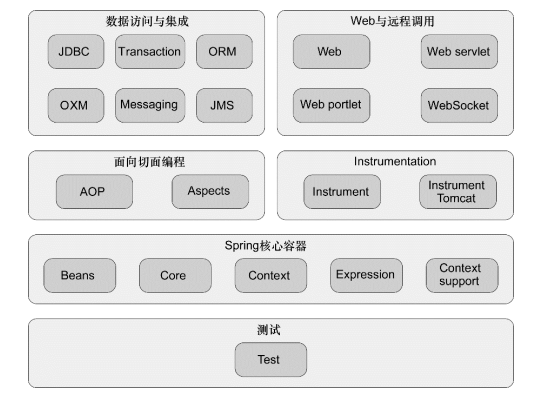 数据访问与集成
JDBC
Transaction
ORM
OXM
Messaging
JMS
Web与远程调用
Web
Web servlet
Web portlet
WebSocket
面向切面编程
AOP
Aspects
Instrumentation
Instrument
Instrument
Tomcat
Spring核心容器
Beans
Core
Context
Expression
Context
support
测试
Test